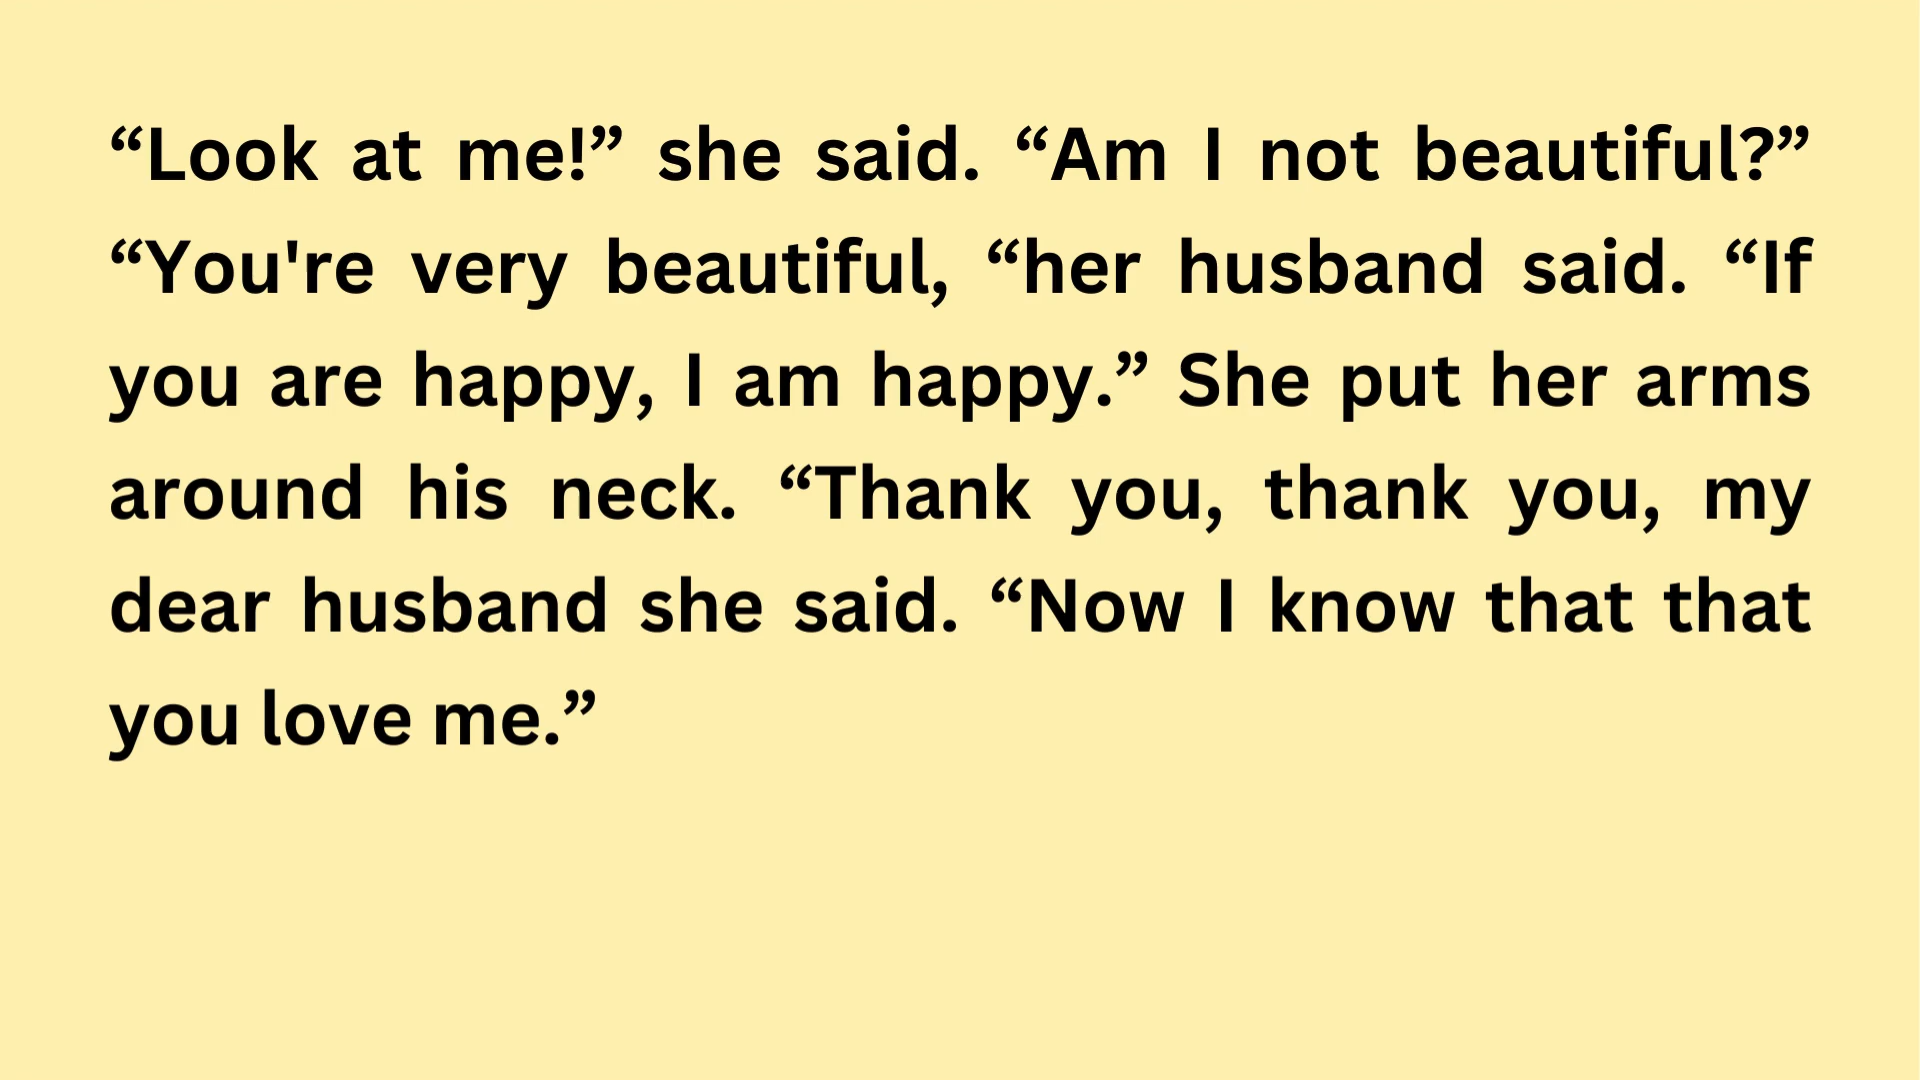 “Look at me!” she said. “Am I not beautiful?”
“You're very beautiful, “her husband said. “If
you are happy, I am happy.” She put her arms
around his neck. “Thank you, thank you, my
dear husband she said. “Now I know that that
you love me.”